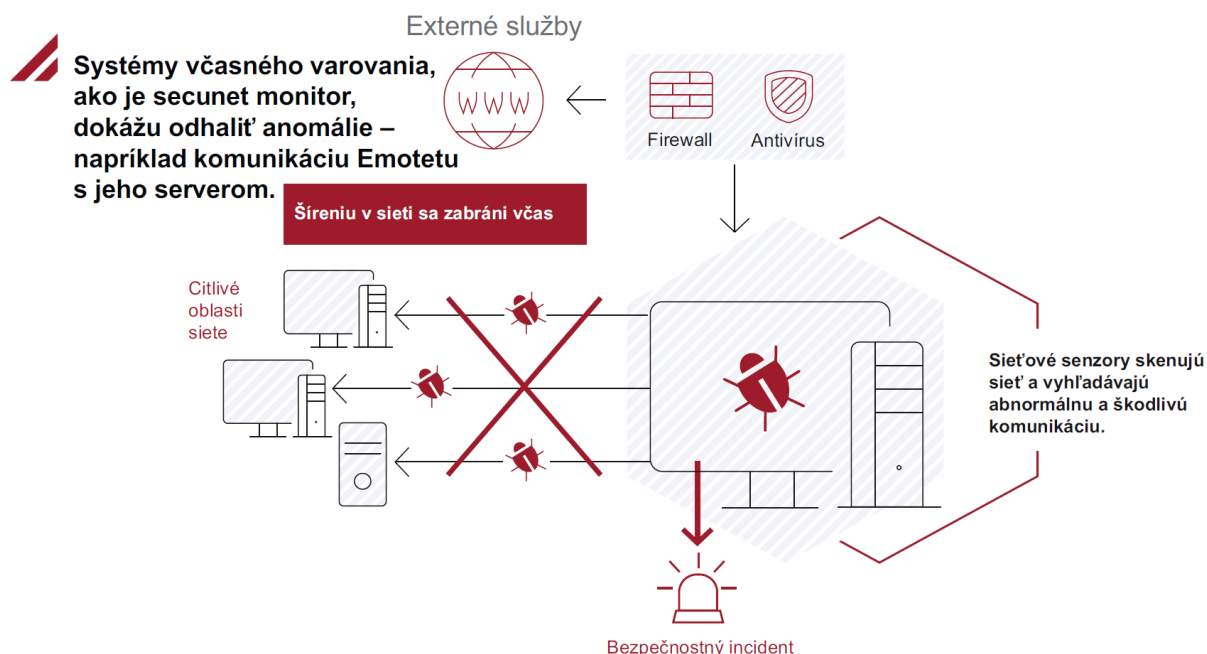 Externé služby
Systémy včasného varovania,
ako je secunet monitor,
dokážu odhaliť anomálie –
napríklad komunikáciu Emotetu
s jeho serverom.
WWW
Firewall
Antivírus
Šíreniu v sieti sa zabráni včas
Citlivé
oblasti
siete
Sieťové senzory skenujú
sieť a vyhľadávajú
abnormálnu a škodlivú
komunikáciu.
Bezpečnostný incident